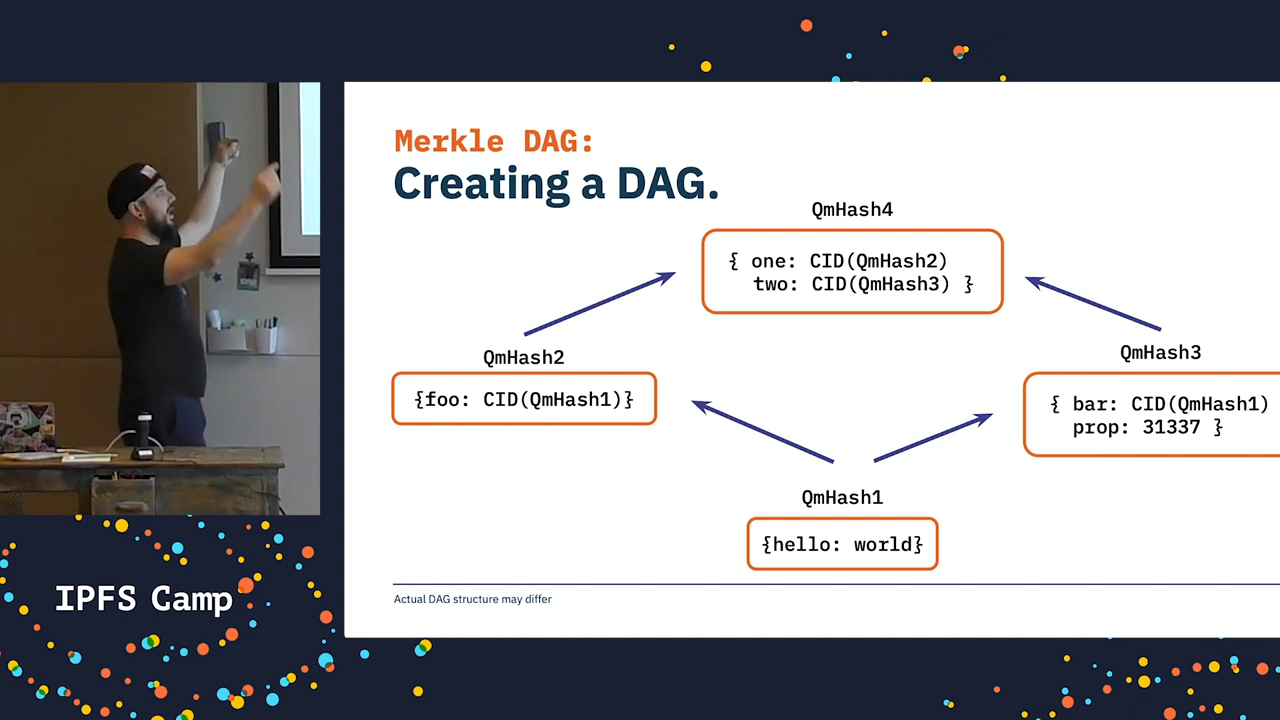 Merkle DAG:
Creating a DAG.
QmHash4
{ one: CID(QmHash2)
two: CID(QmHash3) }
QmHash2
{foo: CID(QmHash1)}
QmHash3
{ bar: CID(QmHash1)
prop: 31337 }
QmHash1
{hello: world}
Actual DAG structure may differ
IPFS Camp